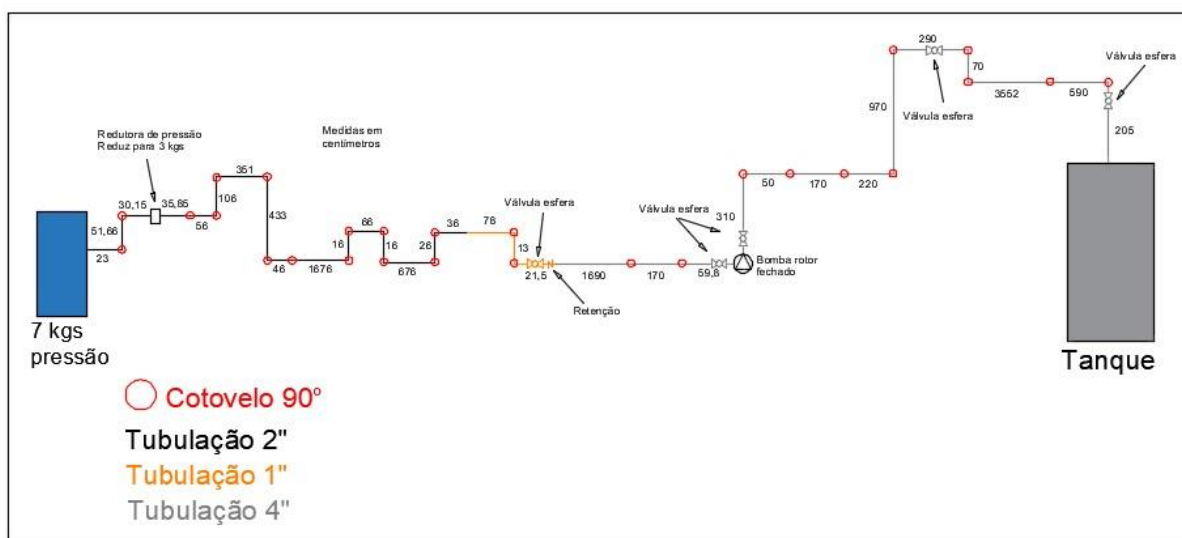 290
Válvula esfera
70
3552
590
970
Válvula esfera
205
Redutora de pressão
Reduz para 3 kgs
Medidas em
centímetros
351
30,15
35,85
106
56
51,66
23
433
46
1676
16
66
16
676
26
36
78
Válvula esfera
13
21,5
Retenção
1690
170
59,8
Válvula esfera
310
50
170
220
Bomba rotor
fechado
7 kgs
pressão
Tanque
Cotovelo 90º
Tubulação 2"
Tubulação 1"
Tubulação 4"